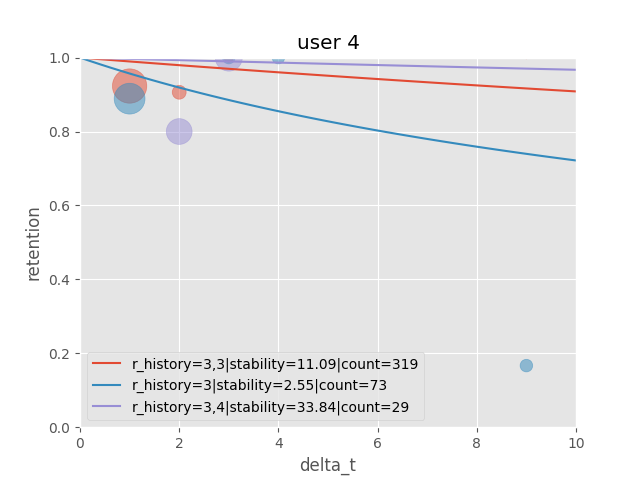 user 4
1.0
0.8
0.6
0.4
0.2
0.0
retention
r_history=3,3|stability=11.09|count=319
r_history=3|stability=2.55|count=73
r_history=3,4|stability=33.84|count=29
0 2 4 6 8 10
delta_t